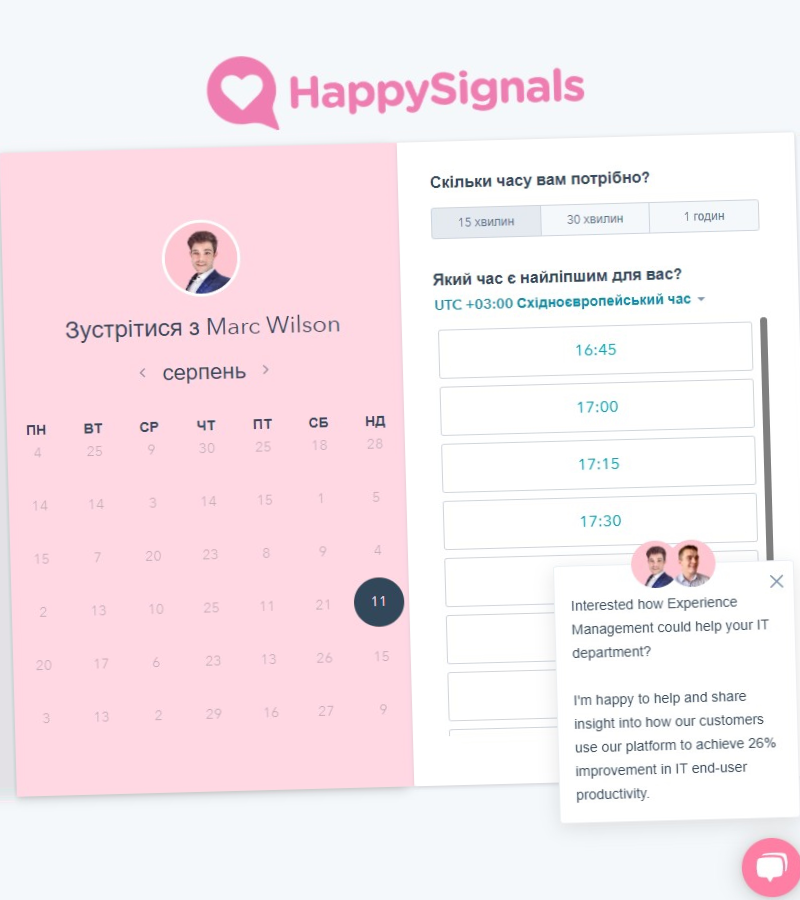 HappySignals
Зустрітися з Marc Wilson
серпень
ПН ВТ СР ЧТ ПТ СБ НД
4 25 9 30 25 18 28
14 14 3 14 15 1 5
15 7 20 23 8 9 4
2 13 10 25 11 21 11
20 17 6 23 13 26 15
3 13 2 29 16 27 9
Скільки часу вам потрібно?
15 хвилин 30 хвилин 1 годин
Який час є найліпшим для вас?
UTC +03:00 Східноєвропейський час
16:45
17:00
17:15
17:30
Interested how Experience
Management could help your IT
department?
I'm happy to help and share
insight into how our customers
use our platform to achieve 26%
improvement in IT end-user
productivity.